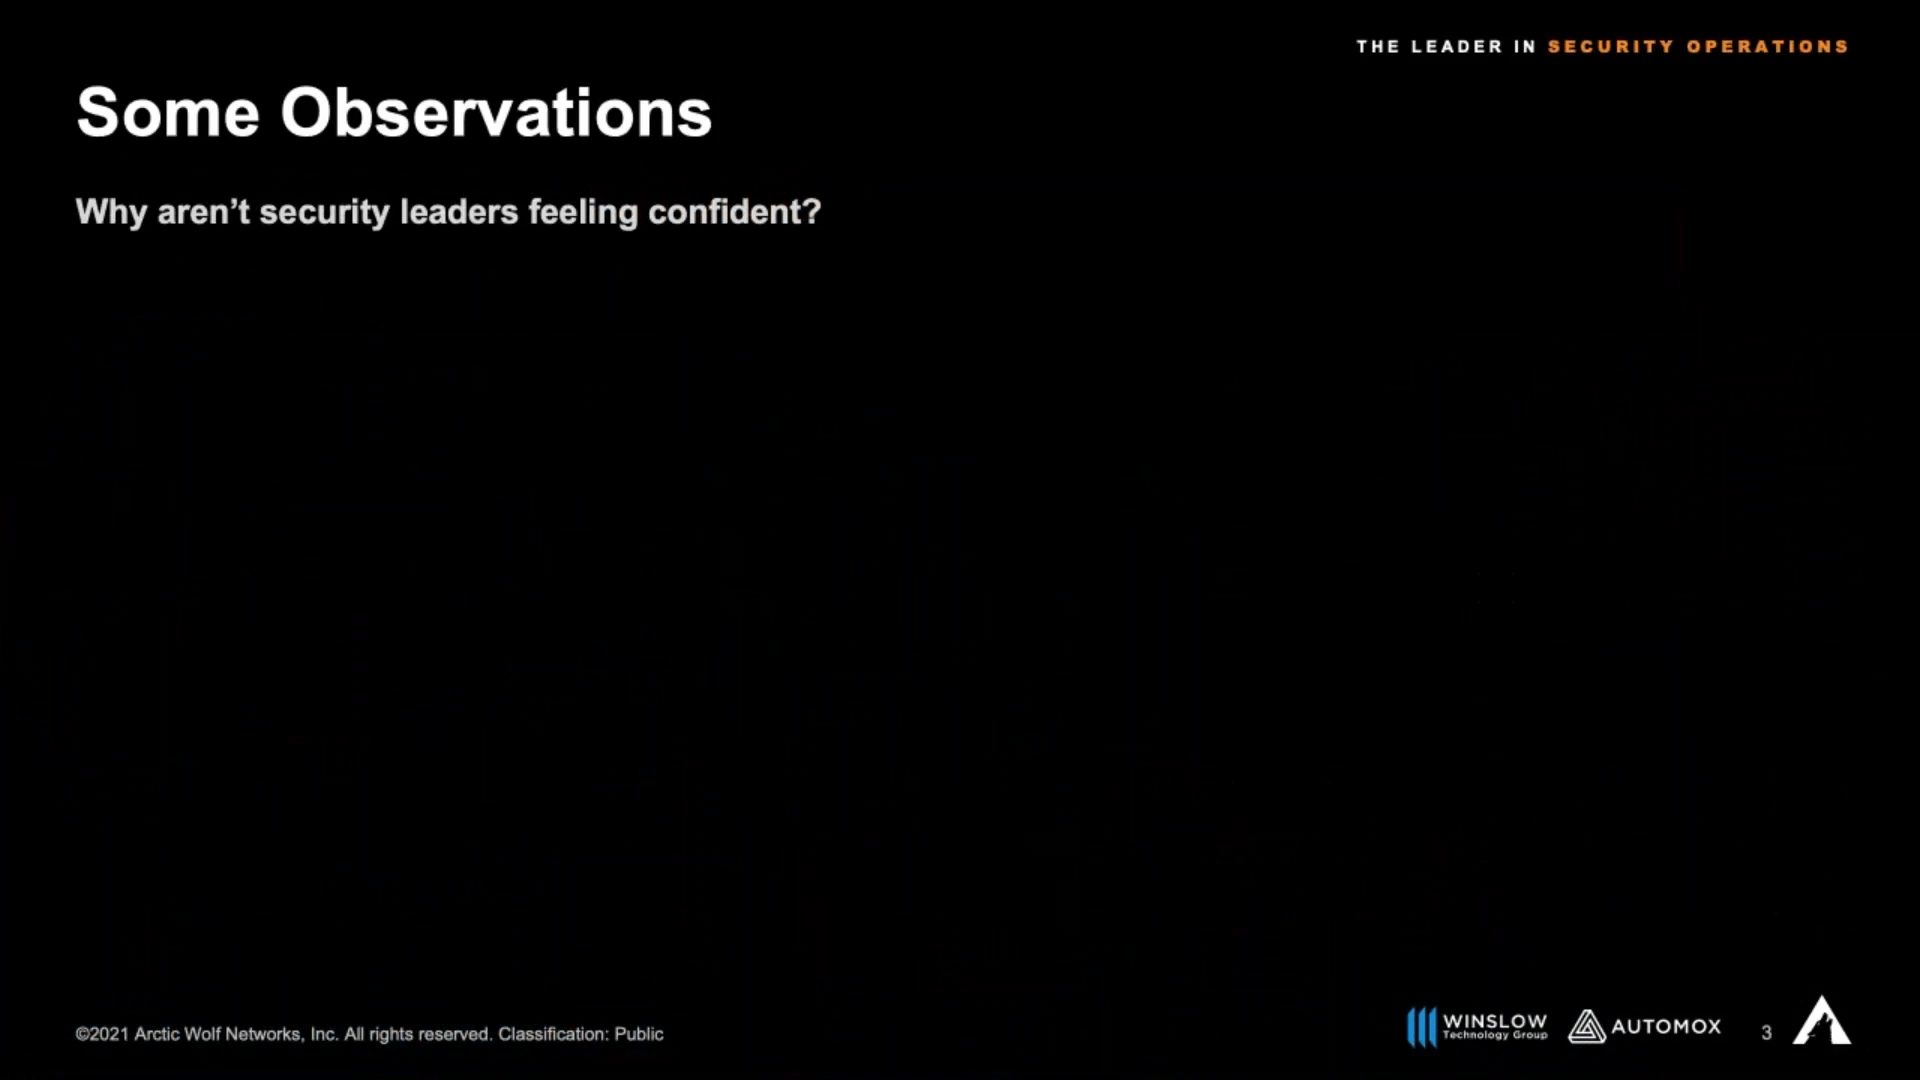 THE LEADER IN SECURITY OPERATIONS
Some Observations
Why aren’t security leaders feeling confident?
©2021 Arctic Wolf Networks, Inc. All rights reserved. Classification: Public
WINSLOW
Technology Group
AUTOMOX
3